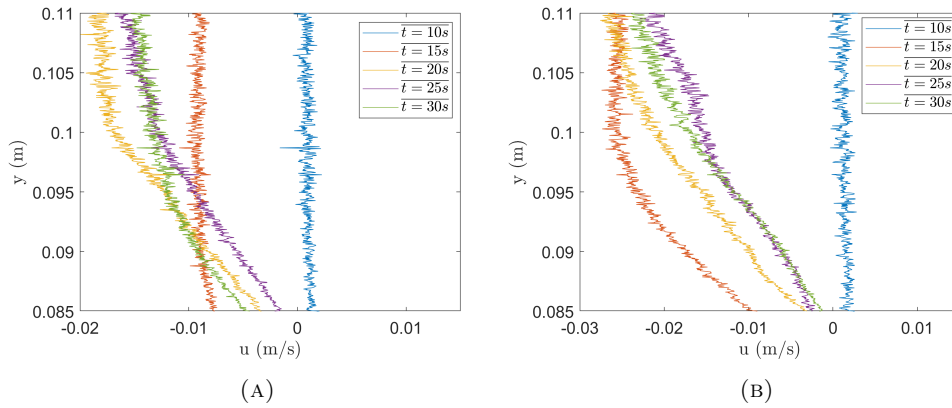 0.11
0.105
0.1
0.095
0.09
0.085
y (m)
-0.02
-0.01
0
0.01
u (m/s)
t = 10s
t = 15s
t = 20s
t = 25s
t = 30s
(A)
0.11
0.105
0.1
0.095
0.09
0.085
y (m)
-0.03
-0.02
-0.01
0
0.01
u (m/s)
t = 10s
t = 15s
t = 20s
t = 25s
t = 30s
(B)